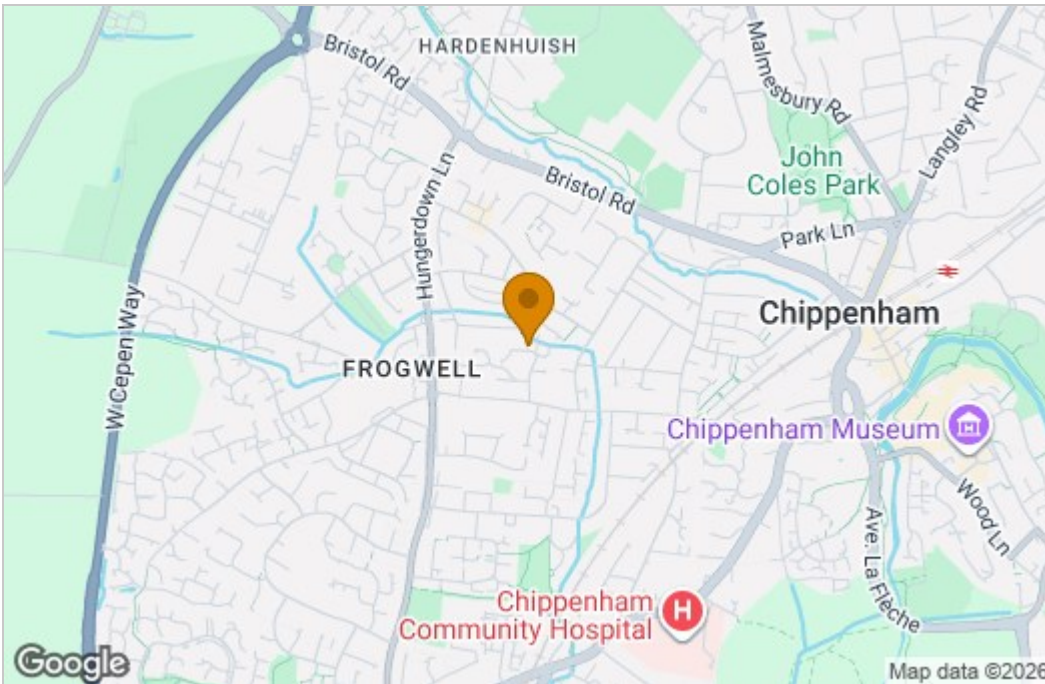 HARDENHUISH
Bristol Rd
Malmesbury Rd
Langley Rd
John
Coles Park
Hungerdown Ln
Bristol Rd
Park Ln
W Cepen Way
Chippenham
FROGWELL
Chippenham Museum
Wood Ln
Ave. La Flèche
Chippenham
Community Hospital
H
Google
Map data ©2026